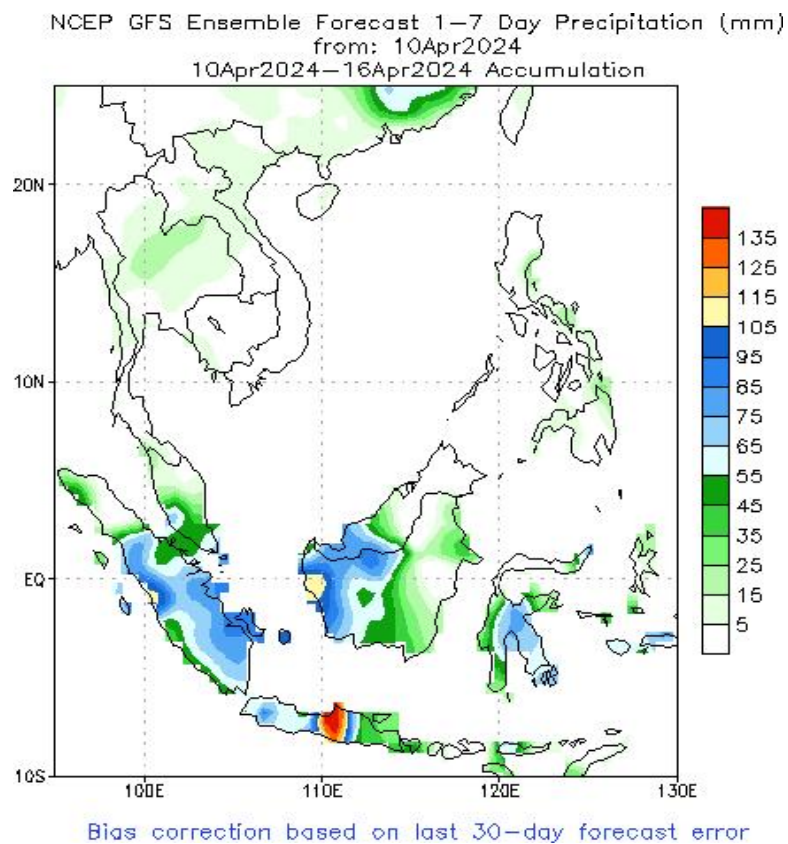 NCEP GFS Ensemble Forecast 1-7 Day Precipitation (mm)
from: 10Apr2024
10Apr2024-16Apr2024 Accumulation
20N
10N
EQ
10S
100E
110E
120E
130E
135
125
115
105
95
85
75
65
55
45
35
25
15
5
Bias correction based on last 30-day forecast error